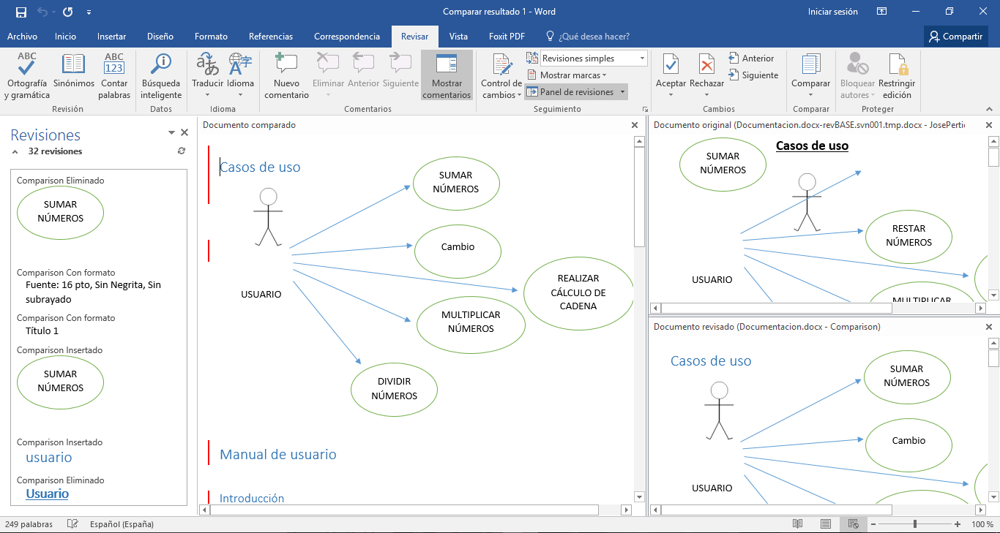 Comparar resultado 1 - Word
Iniciar sesión
Archivo
Inicio
Insertar
Diseño
Formato
Referencias
Correspondencia
Revisar
Vista
Foxit PDF
¿Qué desea hacer?
Compartir
ABC
Ortografía
y gramática
Sinónimos
ABC
123
Contar
palabras
Revisión
Búsqueda
inteligente
Datos
Traducir
Idioma
Idioma
Nuevo
comentario
Eliminar
Anterior
Siguiente
Mostrar
comentarios
Comentarios
Control de
cambios
Revisiones simples
Mostrar marcas
Panel de revisiones
Seguimiento
Aceptar
Rechazar
Anterior
Siguiente
Cambios
Comparar
Comparar
Bloquear
autores
Restringir
edición
Proteger
Revisiones
32 revisiones
Comparison Eliminado
SUMAR
NÚMEROS
Comparison Con formato
Fuente: 16 pto, Sin Negrita, Sin
subrayado
Comparison Con formato
Título 1
Comparison Insertado
SUMAR
NÚMEROS
Comparison Insertado
usuario
Comparison Eliminado
Usuario
Documento comparado
Casos de uso
SUMAR
NÚMEROS
Cambio
REALIZAR
CÁLCULO DE
CADENA
USUARIO
MULTIPLICAR
NÚMEROS
DIVIDIR
NÚMEROS
Manual de usuario
Introducción
Documento original (Documentacion.docx-revBASE.svn001.tmp.docx - JosePertie
SUMAR
NÚMEROS
Casos de uso
RESTAR
NÚMEROS
USUARIO
MULTIPLICAR
Documento revisado (Documentacion.docx - Comparison)
Casos de uso
SUMAR
NÚMEROS
Cambio
USUARIO
249 palabras
Español (España)
100 %